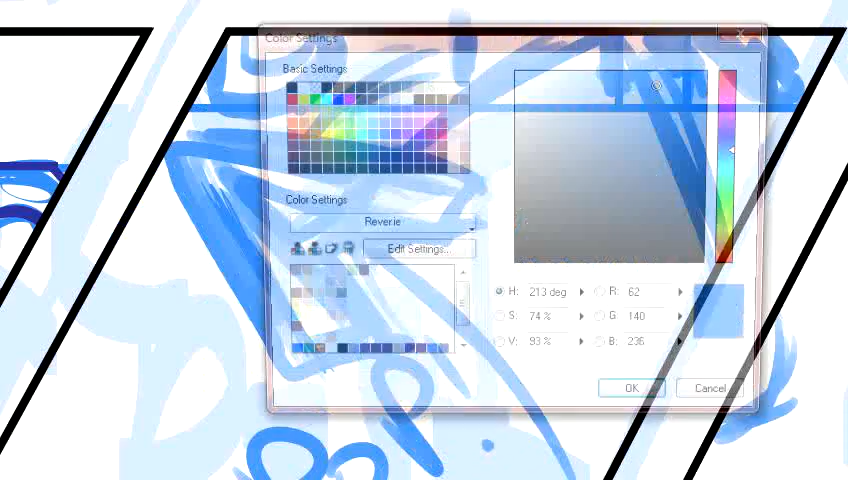 Color Settings
Basic Settings
Color Settings
Reverie
Edit Settings...
H: 213 deg R: 62
S: 74 % G: 140
V: 93 % B: 236
OK Cancel